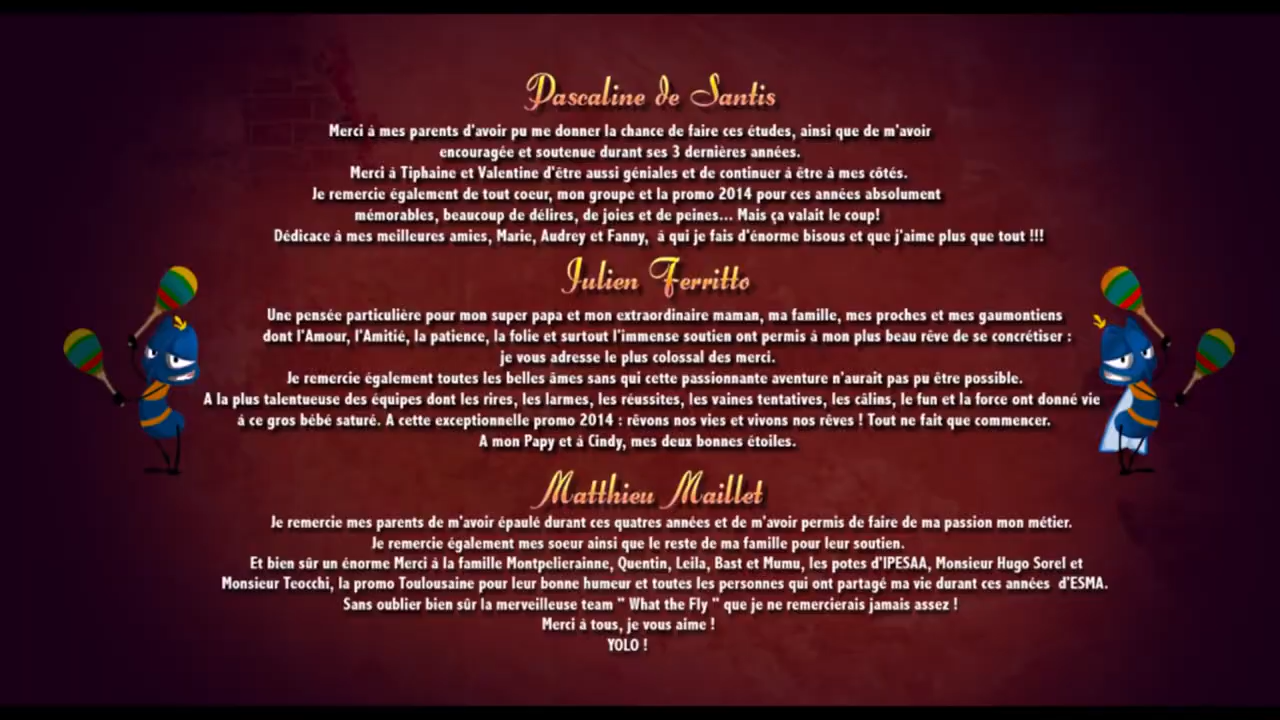 Pascaline de Santis
Merci à mes parents d'avoir pu me donner la chance de faire ces études, ainsi que de m'avoir
encouragée et soutenue durant ses 3 dernières années.
Merci à Tiphaine et Valentine d'être aussi géniales et de continuer à être à mes côtés.
Je remercie également de tout coeur, mon groupe et la promo 2014 pour ces années absolument
mémorables, beaucoup de délires, de joies et de peines... Mais ça valait le coup!
Dédicace à mes meilleures amies, Marie, Audrey et Fanny, à qui je fais d'énorme bisous et que j'aime plus que tout !!!
Julien Ferritto
Une pensée particulière pour mon super papa et mon extraordinaire maman, ma famille, mes proches et mes gaumontiens
dont l'Amour, l'Amitié, la patience, la folie et surtout l'immense soutien ont permis à mon plus beau rêve de se concrétiser :
je vous adresse le plus colossal des merci.
Je remercie également toutes les belles âmes sans qui cette passionnante aventure n'aurait pas pu être possible.
A la plus talentueuse des équipes dont les rires, les larmes, les réussites, les vaines tentatives, les câlins, le fun et la force ont donné vie
à ce gros bébé saturé. A cette exceptionnelle promo 2014 : rêvons nos vies et vivons nos rêves ! Tout ne fait que commencer.
A mon Papy et à Cindy, mes deux bonnes étoiles.
Matthieu Maillet
Je remercie mes parents de m'avoir épaulé durant ces quatres années et de m'avoir permis de faire de ma passion mon métier.
Je remercie également mes soeur ainsi que le reste de ma famille pour leur soutien.
Et bien sûr un énorme Merci à la famille Montpelierainne, Quentin, Leila, Bast et Mumu, les potes d'IPESAA, Monsieur Hugo Sorel et
Monsieur Teocchi, la promo Toulousaine pour leur bonne humeur et toutes les personnes qui ont partagé ma vie durant ces années d'ESMA.
Sans oublier bien sûr la merveilleuse team " What the Fly " que je ne remercierais jamais assez !
Merci à tous, je vous aime !
YOLO !